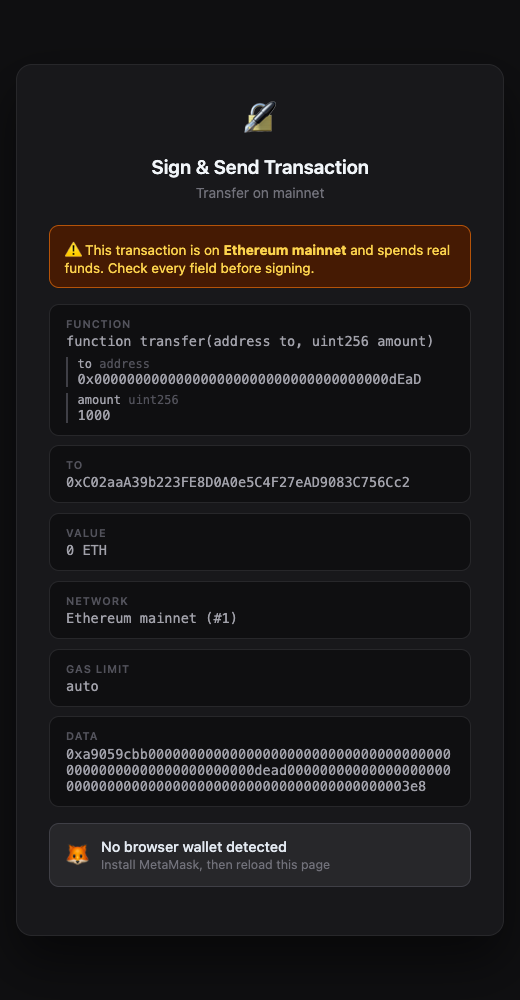 Sign & Send Transaction
Transfer on mainnet
⚠️ This transaction is on Ethereum mainnet and spends real
funds. Check every field before signing.
FUNCTION
function transfer(address to, uint256 amount)
to address
0x000000000000000000000000000000000000dEaD
amount uint256
1000
TO
0xC02aaA39b223FE8D0A0e5C4F27eAD9083C756Cc2
VALUE
0 ETH
NETWORK
Ethereum mainnet (#1)
GAS LIMIT
auto
DATA
0xa9059cbb0000000000000000000000000000000000000
00000000000000000000000dead00000000000000000000
00000000000000000000000000000000000000000003e8
No browser wallet detected
Install MetaMask, then reload this page